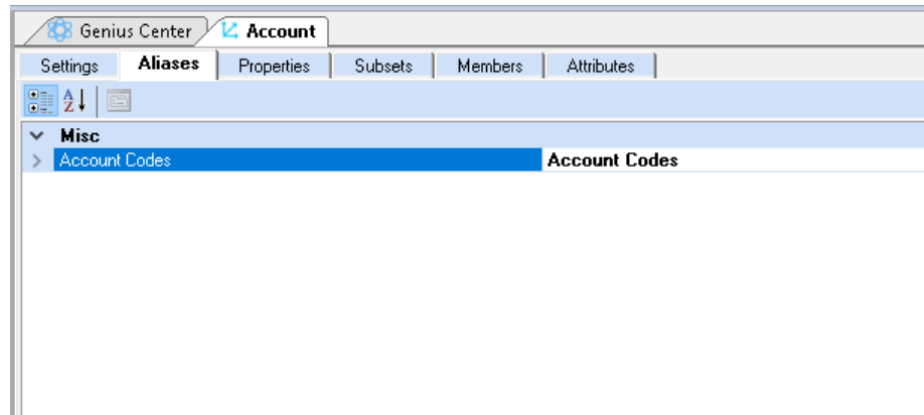 Genius Center Account
Settings Aliases Properties Subsets Members Attributes
A Z
Misc
Account Codes Account Codes